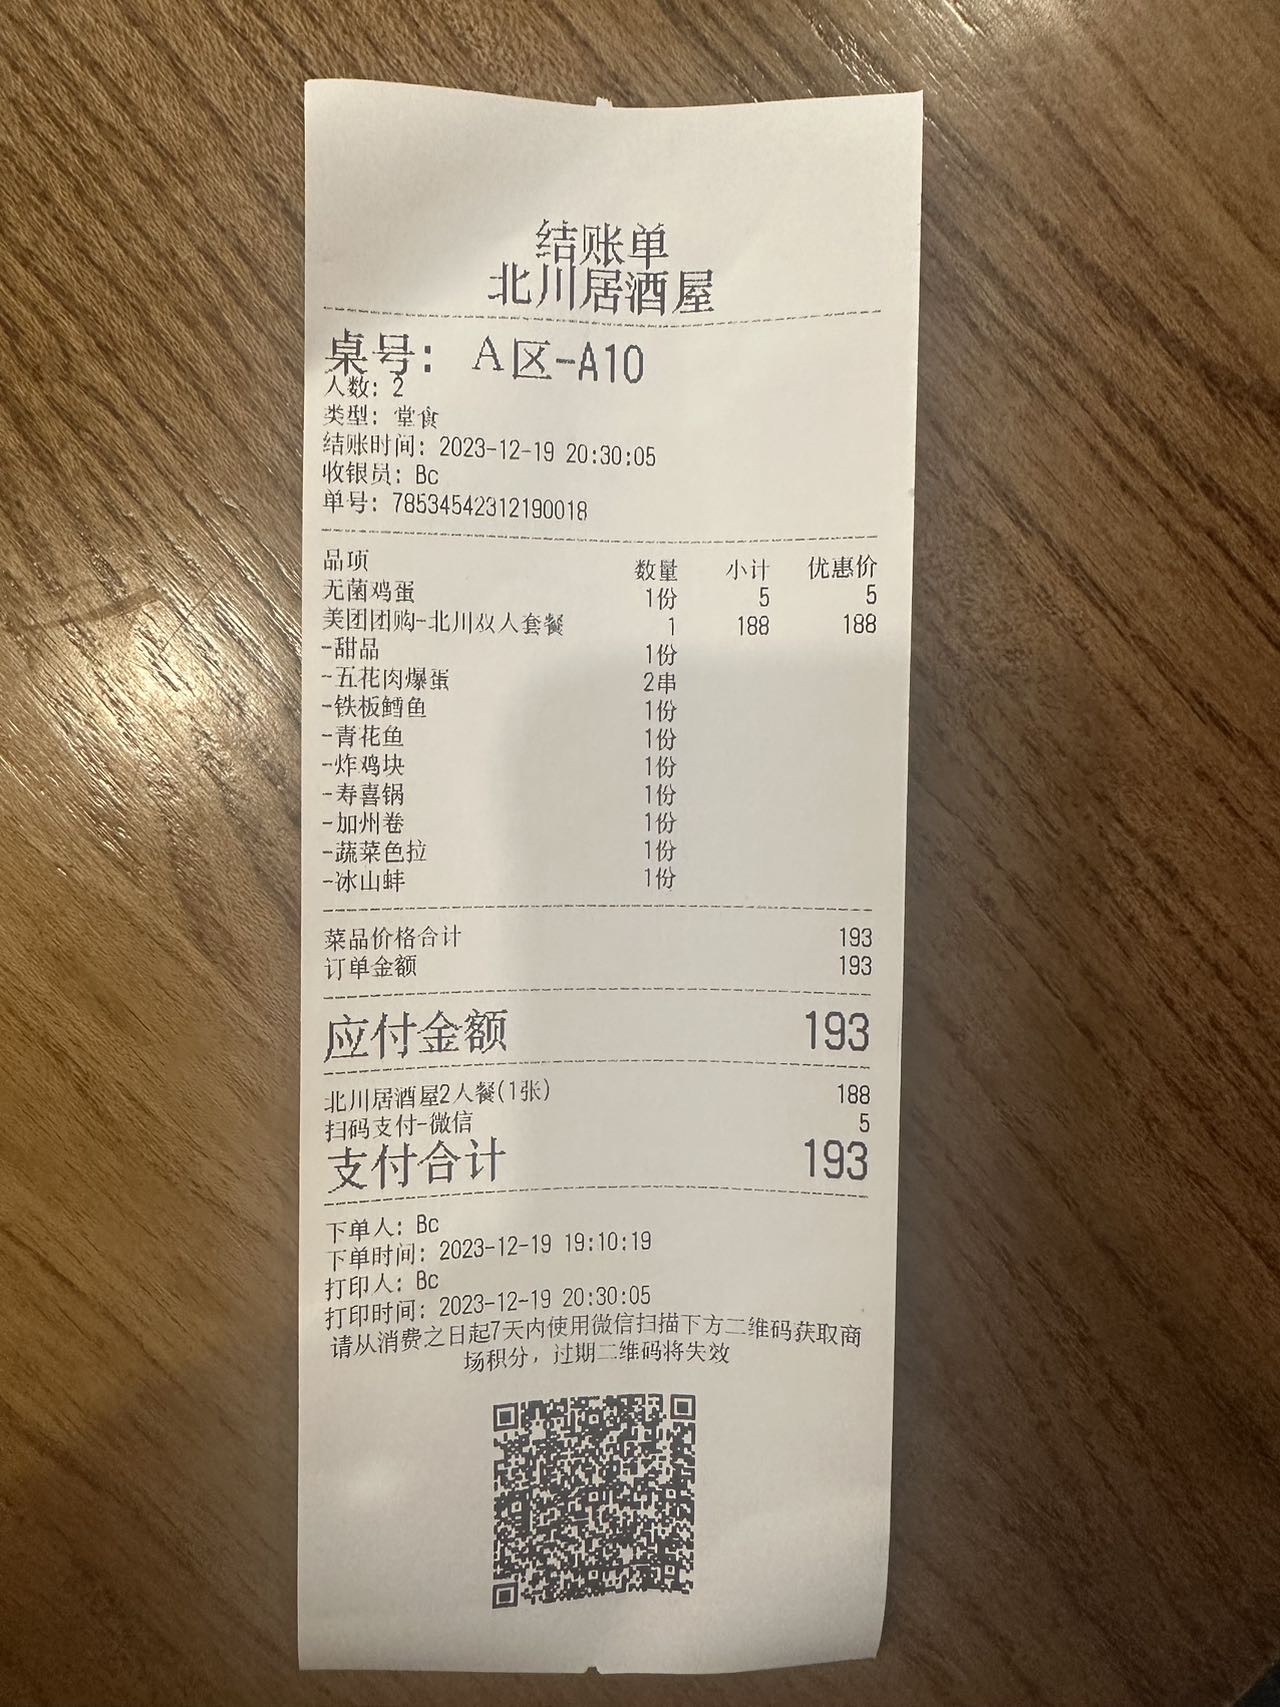 结账单
北川居酒屋
桌号： A区-A10
人数：2
类型：堂食
结账时间：2023-12-19 20:30:05
收银员：Bc
单号：78534542312190018
品项 数量 小计 优惠价
无菌鸡蛋 1份 5 5
美团团购-北川双人套餐 1 188 188
-甜品 1份
-五花肉爆蛋 2串
-铁板鳕鱼 1份
-青花鱼 1份
-炸鸡块 1份
-寿喜锅 1份
-加州卷 1份
-蔬菜色拉 1份
-冰山蚌 1份
菜品价格合计 193
订单金额 193
应付金额 193
北川居酒屋2人餐(1张) 188
扫码支付-微信 5
支付合计 193
下单人：Bc
下单时间：2023-12-19 19:10:19
打印人：Bc
打印时间：2023-12-19 20:30:05
请从消费之日起7天内使用微信扫描下方二维码获取商
场积分，过期二维码将失效